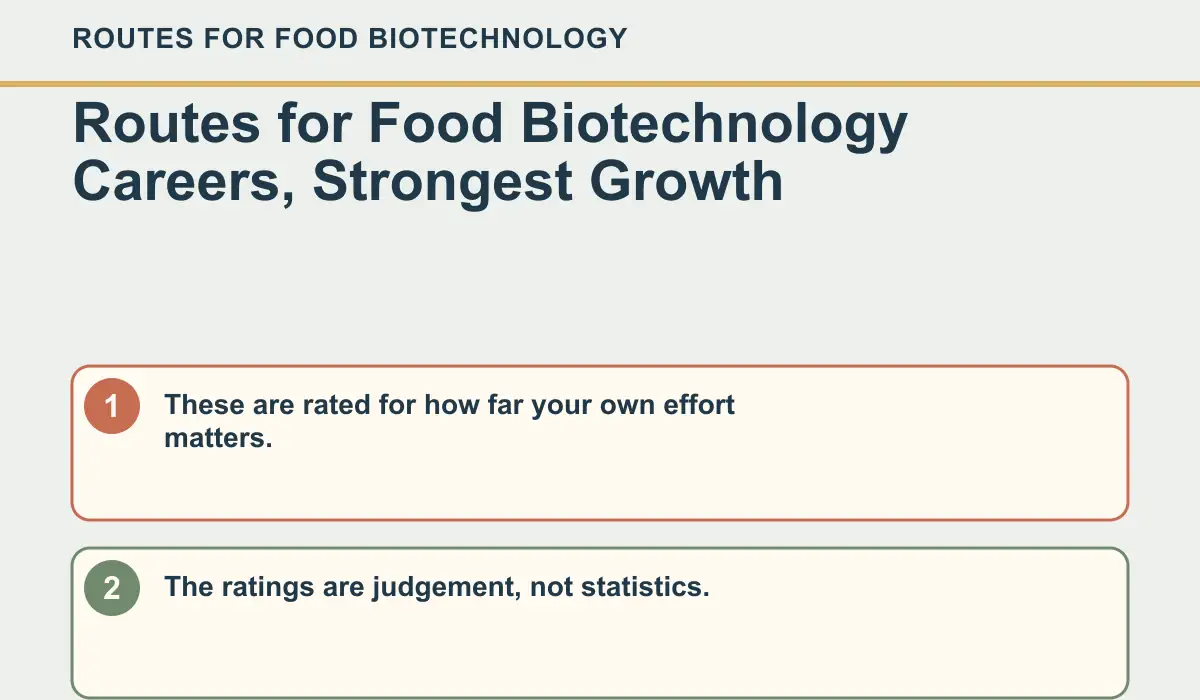 ROUTES FOR FOOD BIOTECHNOLOGY
Routes for Food Biotechnology
Careers, Strongest Growth
1
These are rated for how far your own effort
matters.
2
The ratings are judgement, not statistics.